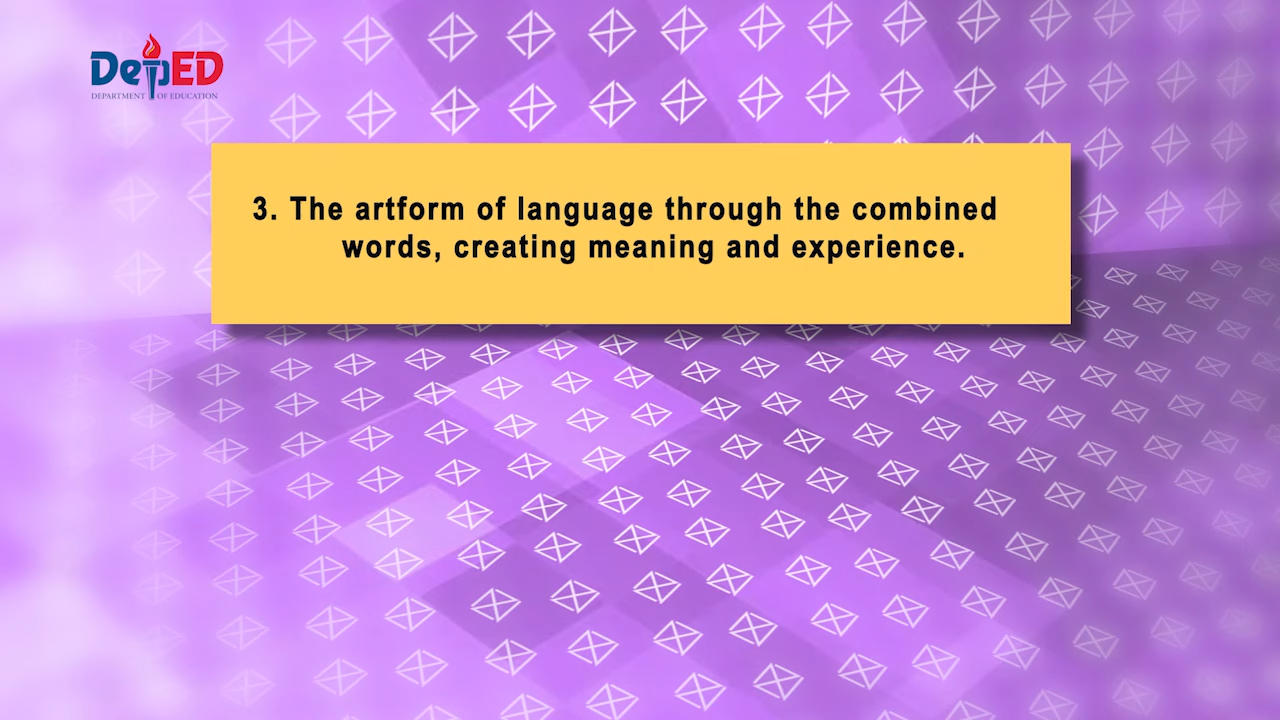 DepED
DEPARTMENT OF EDUCATION
3. The artform of language through the combined
words, creating meaning and experience.